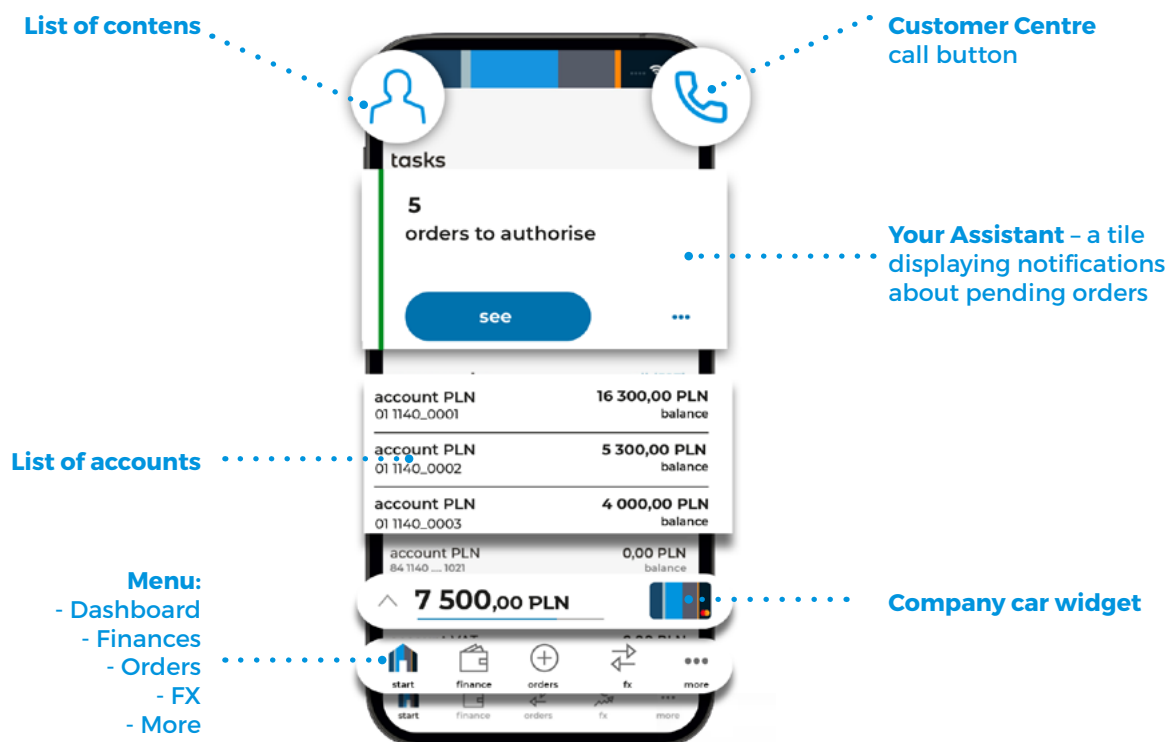 List of contens
Customer Centre
call button
tasks
5
orders to authorise
see
Your Assistant – a tile
displaying notifications
about pending orders
account PLN 16 300,00 PLN
01 1140_0001 balance
account PLN 5 300,00 PLN
01 1140_0002 balance
List of accounts
account PLN 4 000,00 PLN
01 1140_0003 balance
account PLN 0,00 PLN
84 1140 .... 1021 balance
Menu:
- Dashboard
- Finances
- Orders
- FX
- More
7 500,00 PLN
Company car widget
start finance orders fx more
start finance orders fx more